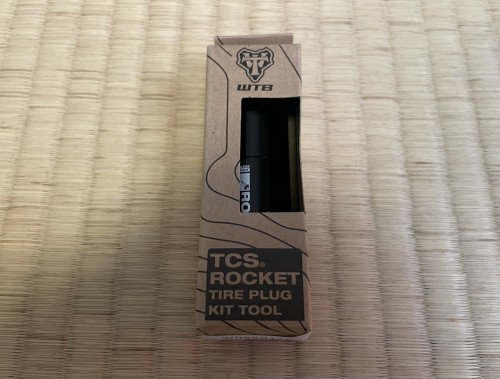 WTB
TCS®
ROCKET
TIRE PLUG
KIT TOOL